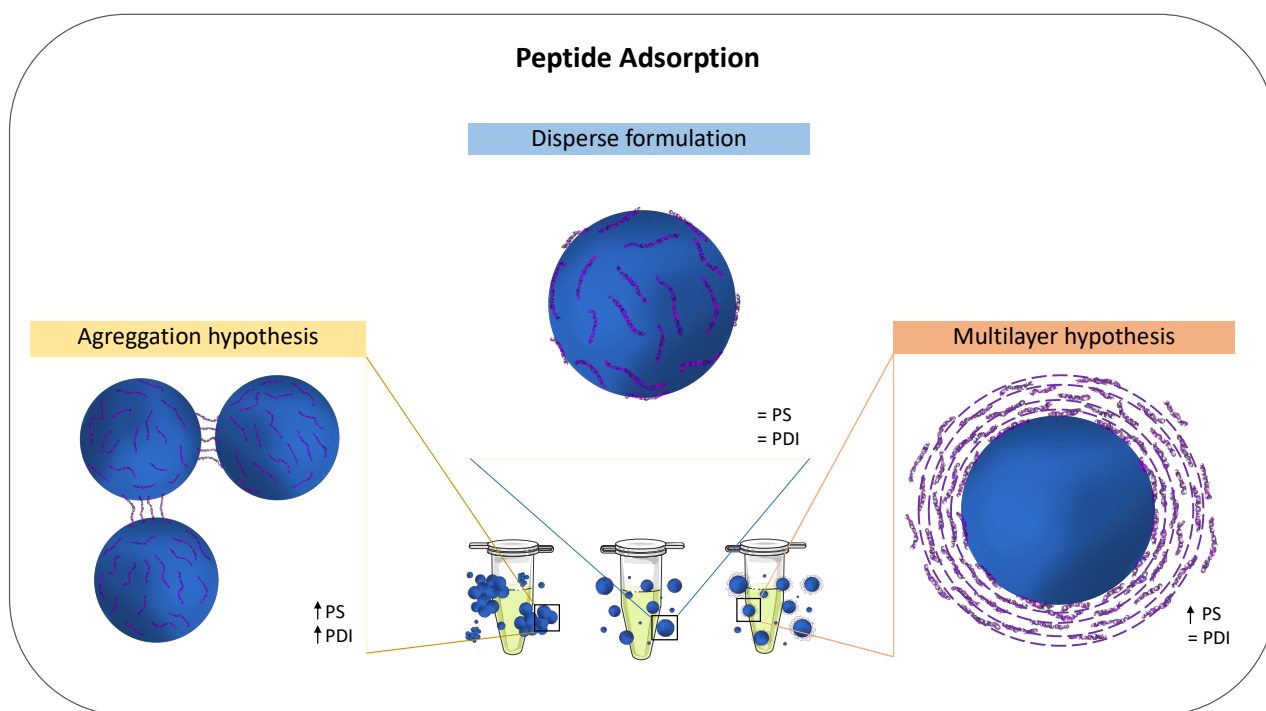 Peptide Adsorption
Disperse formulation
= PS
= PDI
Agreggation hypothesis
↑ PS
↑ PDI
Multilayer hypothesis
↑ PS
= PDI